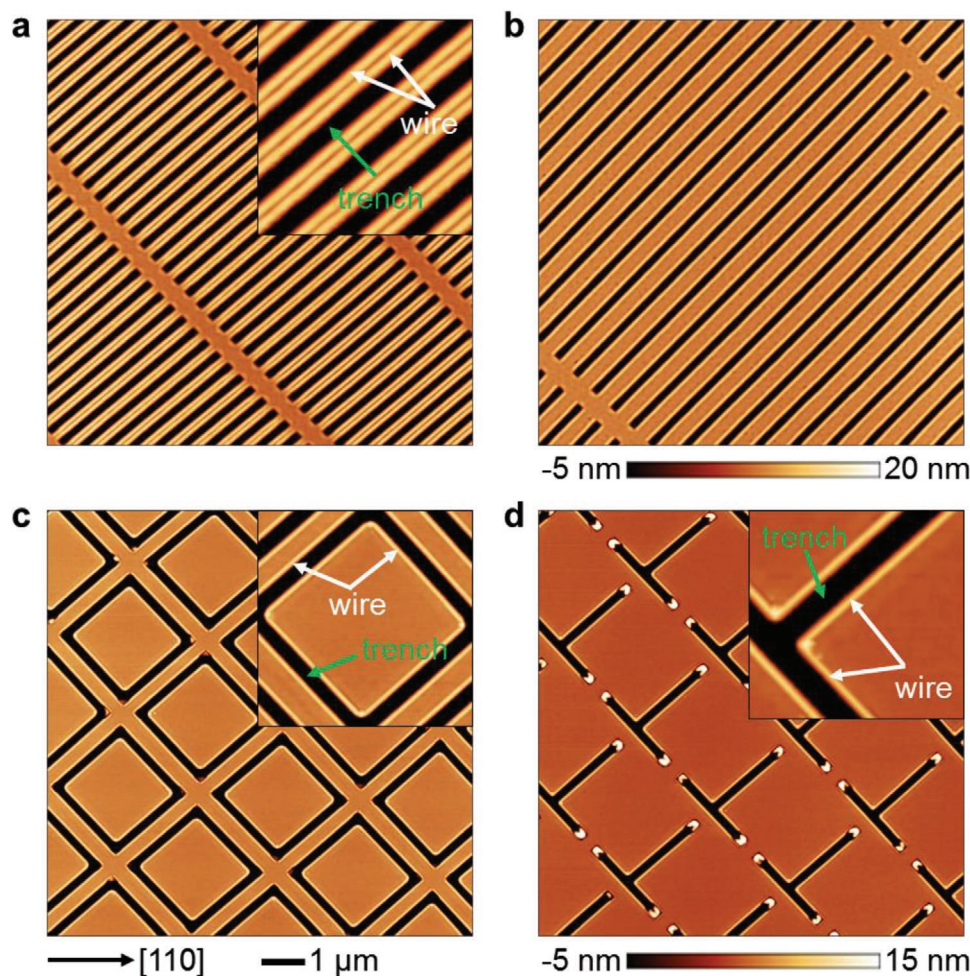 a
wire
trench
b
-5 nm
20 nm
c
wire
trench
d
trench
wire
[110]
1 μm
-5 nm
15 nm